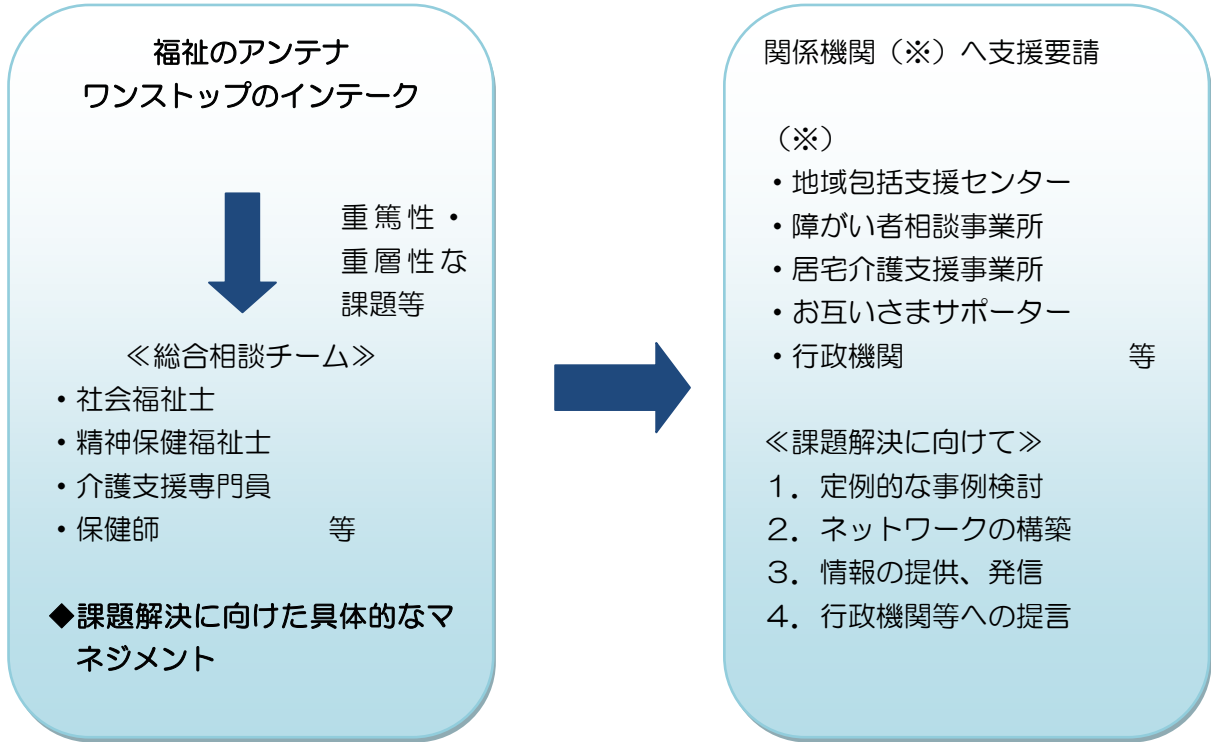 福祉のアンテナ
ワンストップのインテーク
重篤性・
重層性な
課題等
≪総合相談チーム≫
・社会福祉士
・精神保健福祉士
・介護支援専門員
・保健師　　　　　　等
◆課題解決に向けた具体的なマ
ネジメント
関係機関（※）へ支援要請
（※）
・地域包括支援センター
・障がい者相談事業所
・居宅介護支援事業所
・お互いさまサポーター
・行政機関　　　　　　　　等
≪課題解決に向けて≫
１．定例的な事例検討
２．ネットワークの構築
３．情報の提供、発信
４．行政機関等への提言